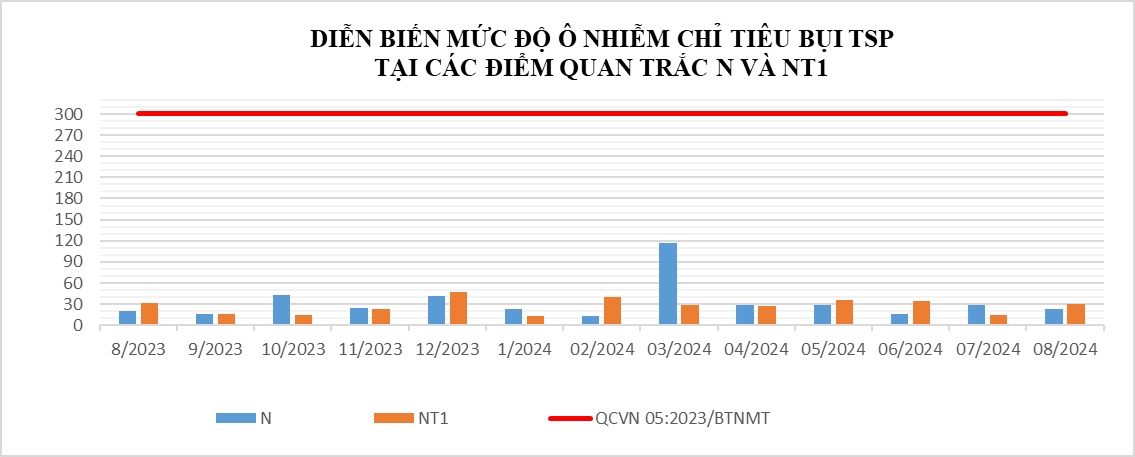 DIỄN BIẾN MỨC ĐỘ Ô NHIỄM CHỈ TIÊU BỤI TSP
TẠI CÁC ĐIỂM QUAN TRẮC N VÀ NT1
300
270
240
210
180
150
120
90
60
30
0
8/2023 9/2023 10/2023 11/2023 12/2023 1/2024 02/2024 03/2024 04/2024 05/2024 06/2024 07/2024 08/2024
N NT1 QCVN 05:2023/BTNMT